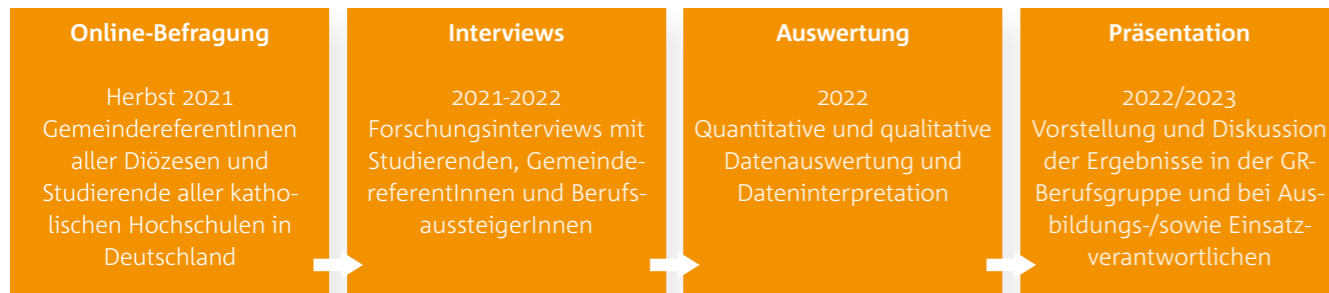 Online-Befragung
Herbst 2021
GemeindereferentInnen
aller Diözesen und
Studierende aller katho-
lischen Hochschulen in
Deutschland
Interviews
2021-2022
Forschungsinterviews mit
Studierenden, Gemeinde-
referentInnen und Berufs-
aussteigerInnen
Auswertung
2022
Quantitative und qualitative
Datenauswertung und
Dateninterpretation
Präsentation
2022/2023
Vorstellung und Diskussion
der Ergebnisse in der GR-
Berufsgruppe und bei Aus-
bildungs-/sowie Einsatz-
verantwortlichen